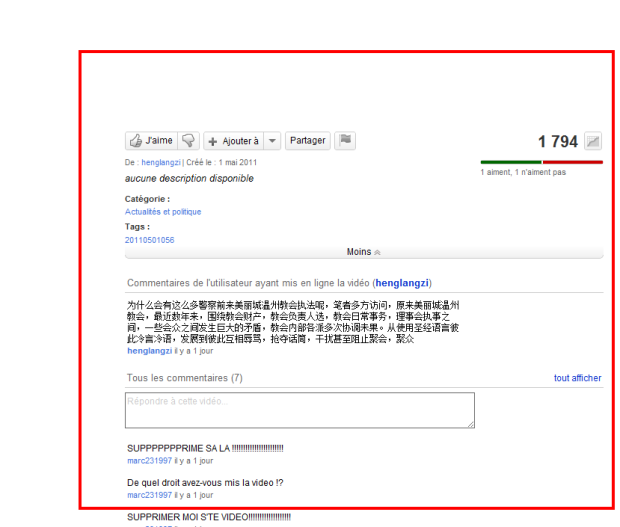 J'aime Ajouter à Partager 1 794
De : henglangzi | Créé le : 1 mai 2011
1 aiment, 1 n'aiment pas
aucune description disponible
Catégorie :
Actualités et politique
Tags :
20110501056
Moins
Commentaires de l'utilisateur ayant mis en ligne la vidéo (henglangzi)
为什么会有这么多警察前来美丽城温州教会执法呢，笔者多方访问，原来美丽城温州
教会，最近数年来，围绕教会财产，教会负责人选，教会日常事务，理事会执事之
间，一些会众之间发生巨大的矛盾，教会内部各派多次协调未果。从使用圣经语言彼
此冷言冷语，发展到彼此互相辱骂，抢夺话筒，干扰甚至阻止聚会，聚众
henglangzi il y a 1 jour
Tous les commentaires (7) tout afficher
Répondre à cette vidéo...
SUPPPPPPPRIME SA LA !!!!!!!!!!!!!!!!!!!!!!!
marc231997 il y a 1 jour
De quel droit avez-vous mis la video !?
marc231997 il y a 1 jour
SUPPRIMER MOI S'TE VIDEO!!!!!!!!!!!!!!!!!!!